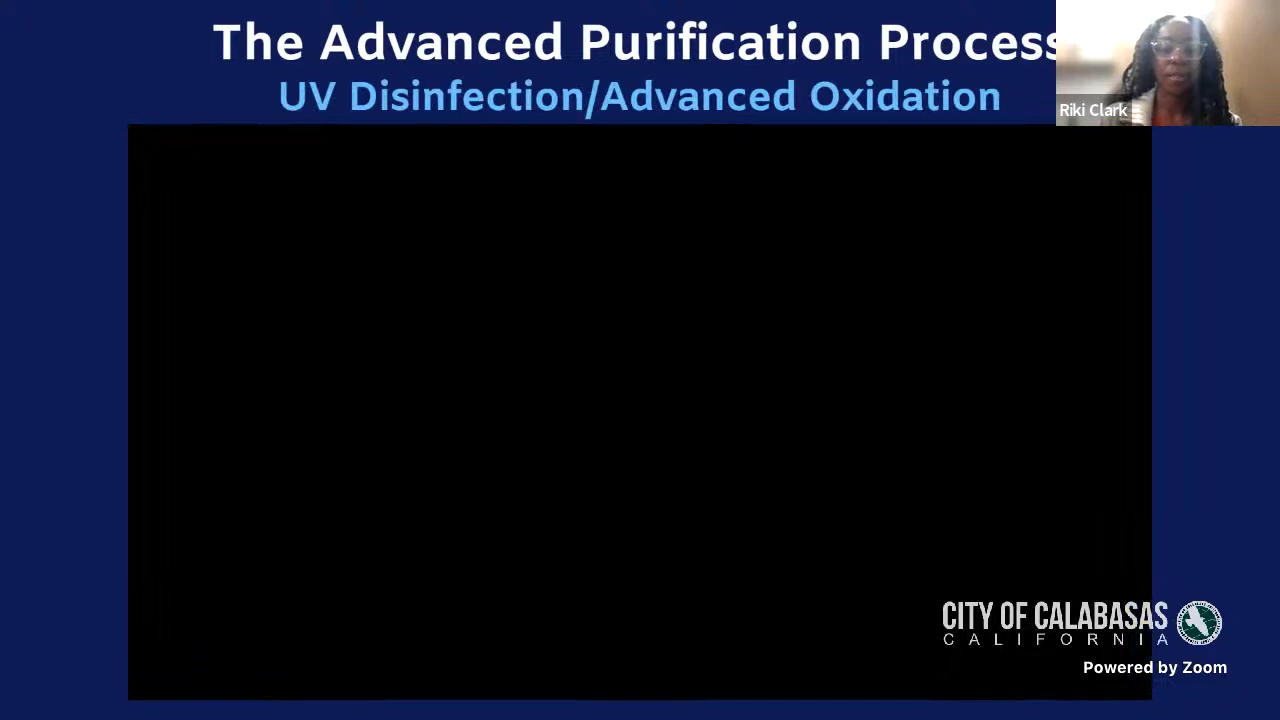 The Advanced Purification Process
UV Disinfection/Advanced Oxidation
Riki Clark
CITY OF CALABASAS
CALIFORNIA
Powered by Zoom